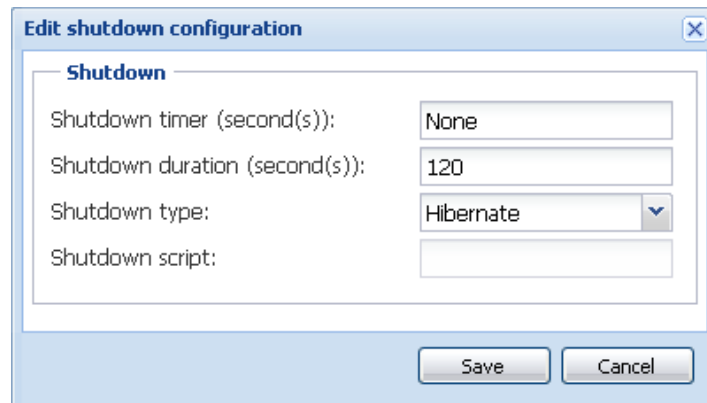 Edit shutdown configuration
Shutdown
Shutdown timer (second(s)): None
Shutdown duration (second(s)): 120
Shutdown type: Hibernate
Shutdown script:
Save Cancel